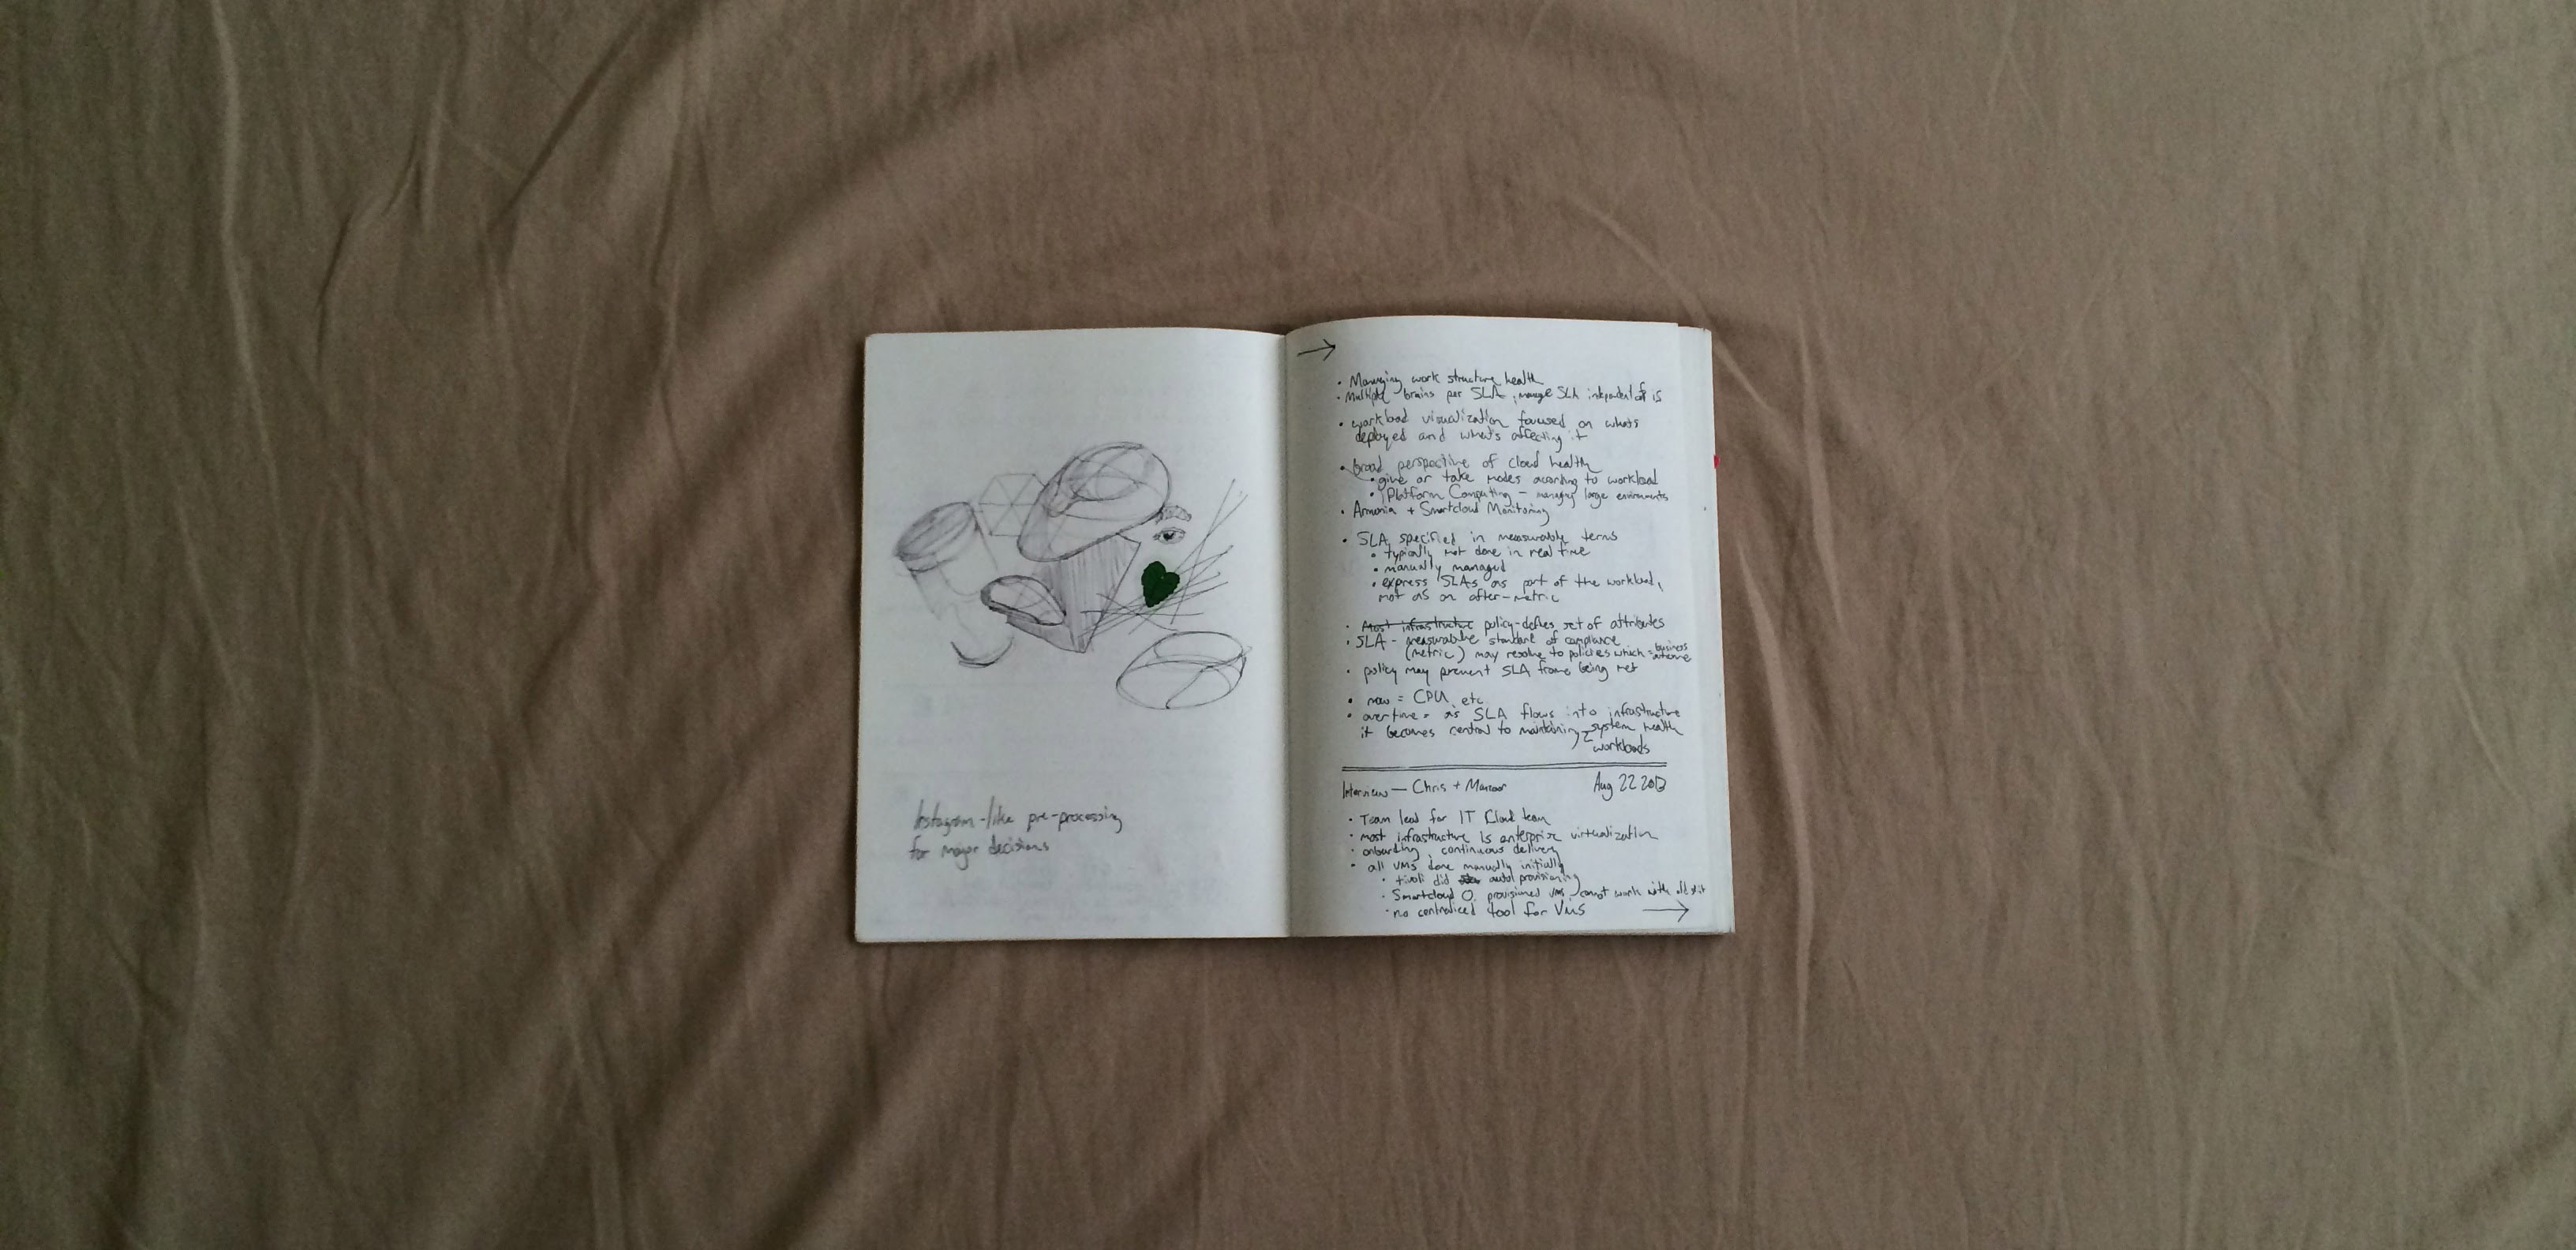 Instagram-like pre-processing
for major decisions
→
• Managing work structure health
• Multiple brains per SLA, manage SLA independent of is
• workload visualization focused on whats
deployed and what's affecting it
• broad perspective of cloud health
• give or take nodes according to workload
• Platform Computing - managing large environments
• + Smartcloud Monitoring
• SLA specified in measurable terms
• typically not done in real time
• manually managed
• express SLAs as part of the workload,
not as an after-metric
• Most infrastructure policy-defines set of attributes
• SLA - measurable standard of compliance
(metric) may resolve to policies which = business
outcome
• policy may prevent SLA frome being met
• now = CPU, etc
• overtime = as SLA flows into infrastructure
it becomes central to maintaining system health
workloads
Interview — Chris + Aug 22 2013
• Team lead for IT Cloud team
• most infrastructure is enterprise virtualization
• onboarding, continuous delivery
• all VMs done manually initially
• tivoli did auto provisioning
• Smartcloud O. provisioned VMs, cannot work with old
• no centralized tool for VMs →